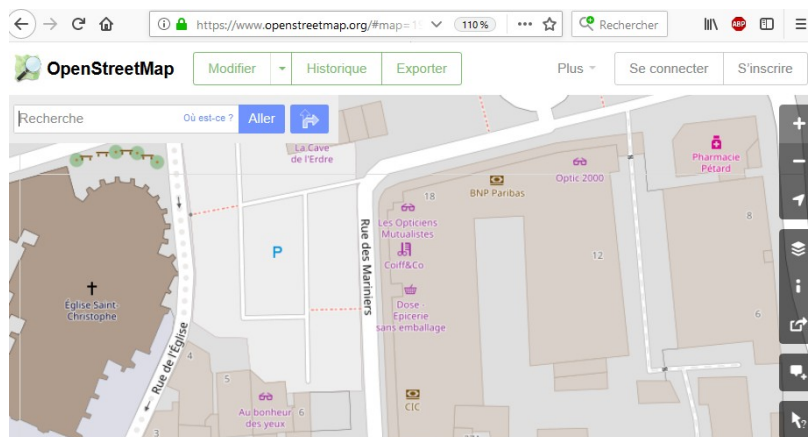 https://www.openstreetmap.org/#map=19
110%
Rechercher
ABP
OpenStreetMap
Modifier
Historique
Exporter
Plus
Se connecter
S'inscrire
Recherche
Où est-ce ?
Aller
La Cave
de l'Erdre
Optic 2000
Pharmacie
Pétard
BNP Paribas
18
Les Opticiens
Mutualistes
8
Rue des Mariniers
P
Coiff&Co
12
Église Saint-
Christophe
Dose -
Epicerie
sans emballage
6
Rue de l'Église
4
5
Au bonheur
des yeux
6
CIC
3